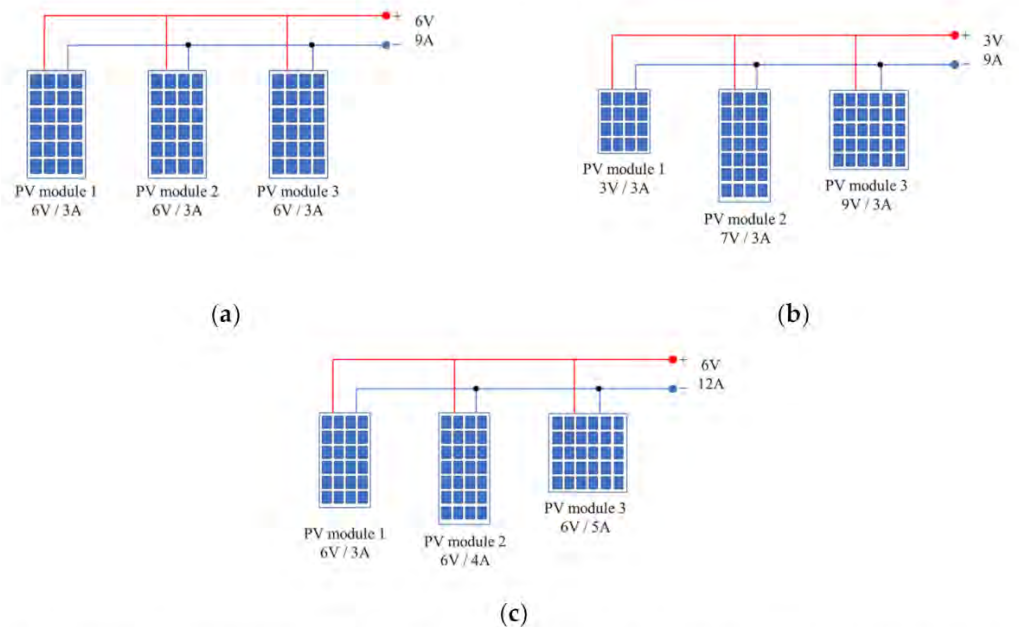 + 6V
− 9A
PV module 1
6V / 3A
PV module 2
6V / 3A
PV module 3
6V / 3A
(a)
+ 3V
− 9A
PV module 1
3V / 3A
PV module 2
7V / 3A
PV module 3
9V / 3A
(b)
+ 6V
− 12A
PV module 1
6V / 3A
PV module 2
6V / 4A
PV module 3
6V / 5A
(c)